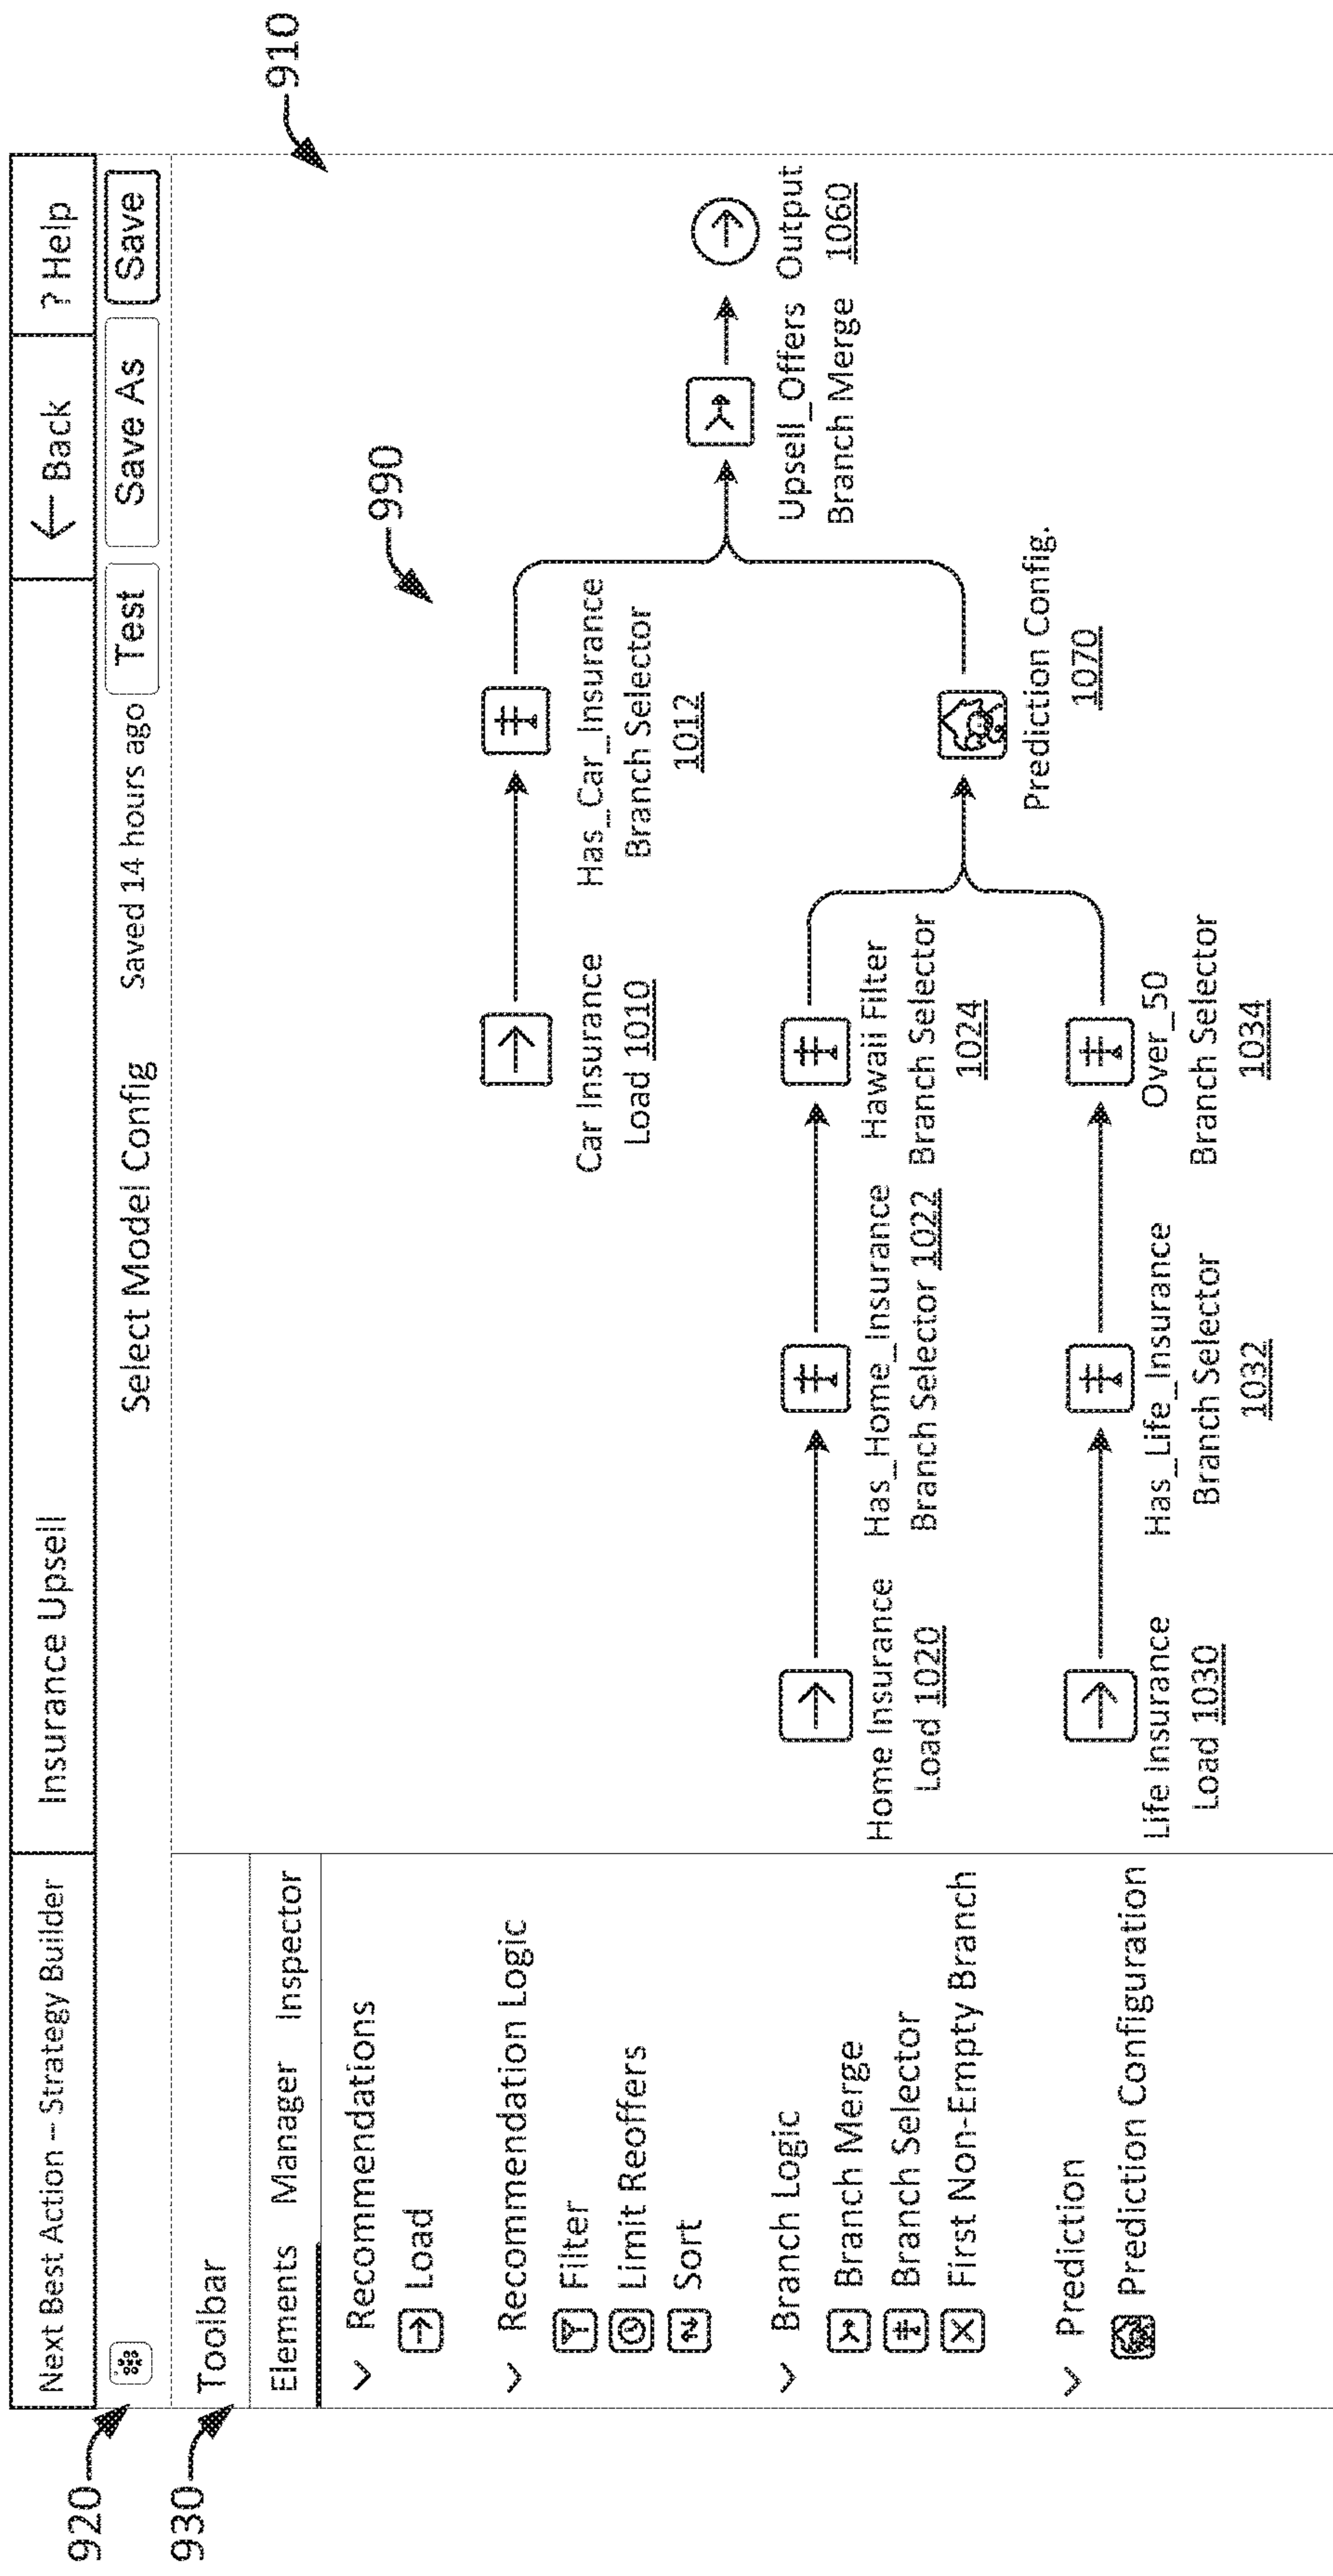 910
Next Best Action – Strategy Builder
Insurance Upsell
← Back
? Help
920
Select Model Config
Saved 14 hours ago
Test
Save As
Save
930
Toolbar
Elements Manager Inspector
Recommendations
Load
Recommendation Logic
Filter
Limit Reoffers
Sort
Branch Logic
Branch Merge
Branch Selector
First Non-Empty Branch
Prediction
Prediction Configuration
990
Car Insurance
Load 1010
Has_Car_Insurance
Branch Selector
1012
Upsell_Offers
Branch Merge
Output
1060
Home Insurance
Load 1020
Has_Home_Insurance
Branch Selector 1022
Hawaii Filter
Branch Selector
1024
Prediction Config.
1070
Life Insurance
Load 1030
Has_Life_Insurance
Branch Selector
1032
Over_50
Branch Selector
1034